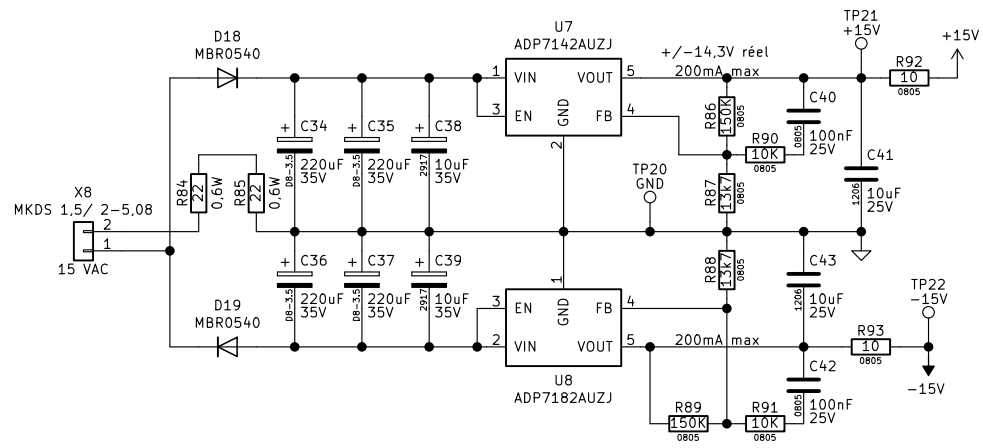 D18
MBR0540
U7
ADP7142AUZJ
TP21
+15V
+15V
+/-14,3V réel
200mA max
1
VIN
VOUT
5
3
EN
FB
4
GND
2
R86
150K
0805
C40
0805
100nF
25V
R92
10
0805
+
C34
D8-3.5
220uF
35V
+
C35
D8-3.5
220uF
35V
+
C38
2917
10uF
35V
R90
10K
0805
C41
1206
10uF
25V
R84
22
0,6W
R85
22
0,6W
TP20
GND
R87
13k7
0805
X8
MKDS 1,5/ 2-5,08
2
1
15 VAC
+
C36
D8-3.5
220uF
35V
+
C37
D8-3.5
220uF
35V
+
C39
2917
10uF
35V
R88
13k7
0805
C43
1206
10uF
25V
D19
MBR0540
1
GND
3
EN
FB
4
2
VIN
VOUT
5
U8
ADP7182AUZJ
200mA max
TP22
-15V
R93
10
0805
-15V
C42
0805
100nF
25V
R89
150K
0805
R91
10K
0805